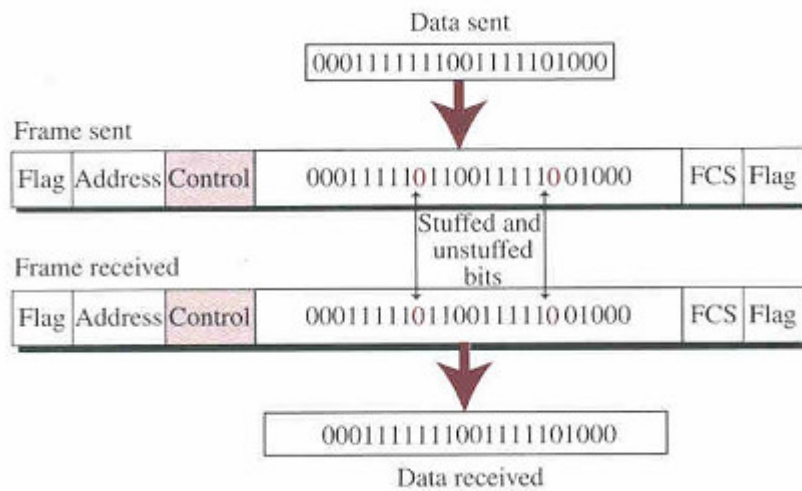 Data sent
0001111111001111101000
Frame sent
Flag Address Control 000111110110011111001000 FCS Flag
Stuffed and
unstuffed
bits
Frame received
Flag Address Control 000111110110011111001000 FCS Flag
0001111111001111101000
Data received